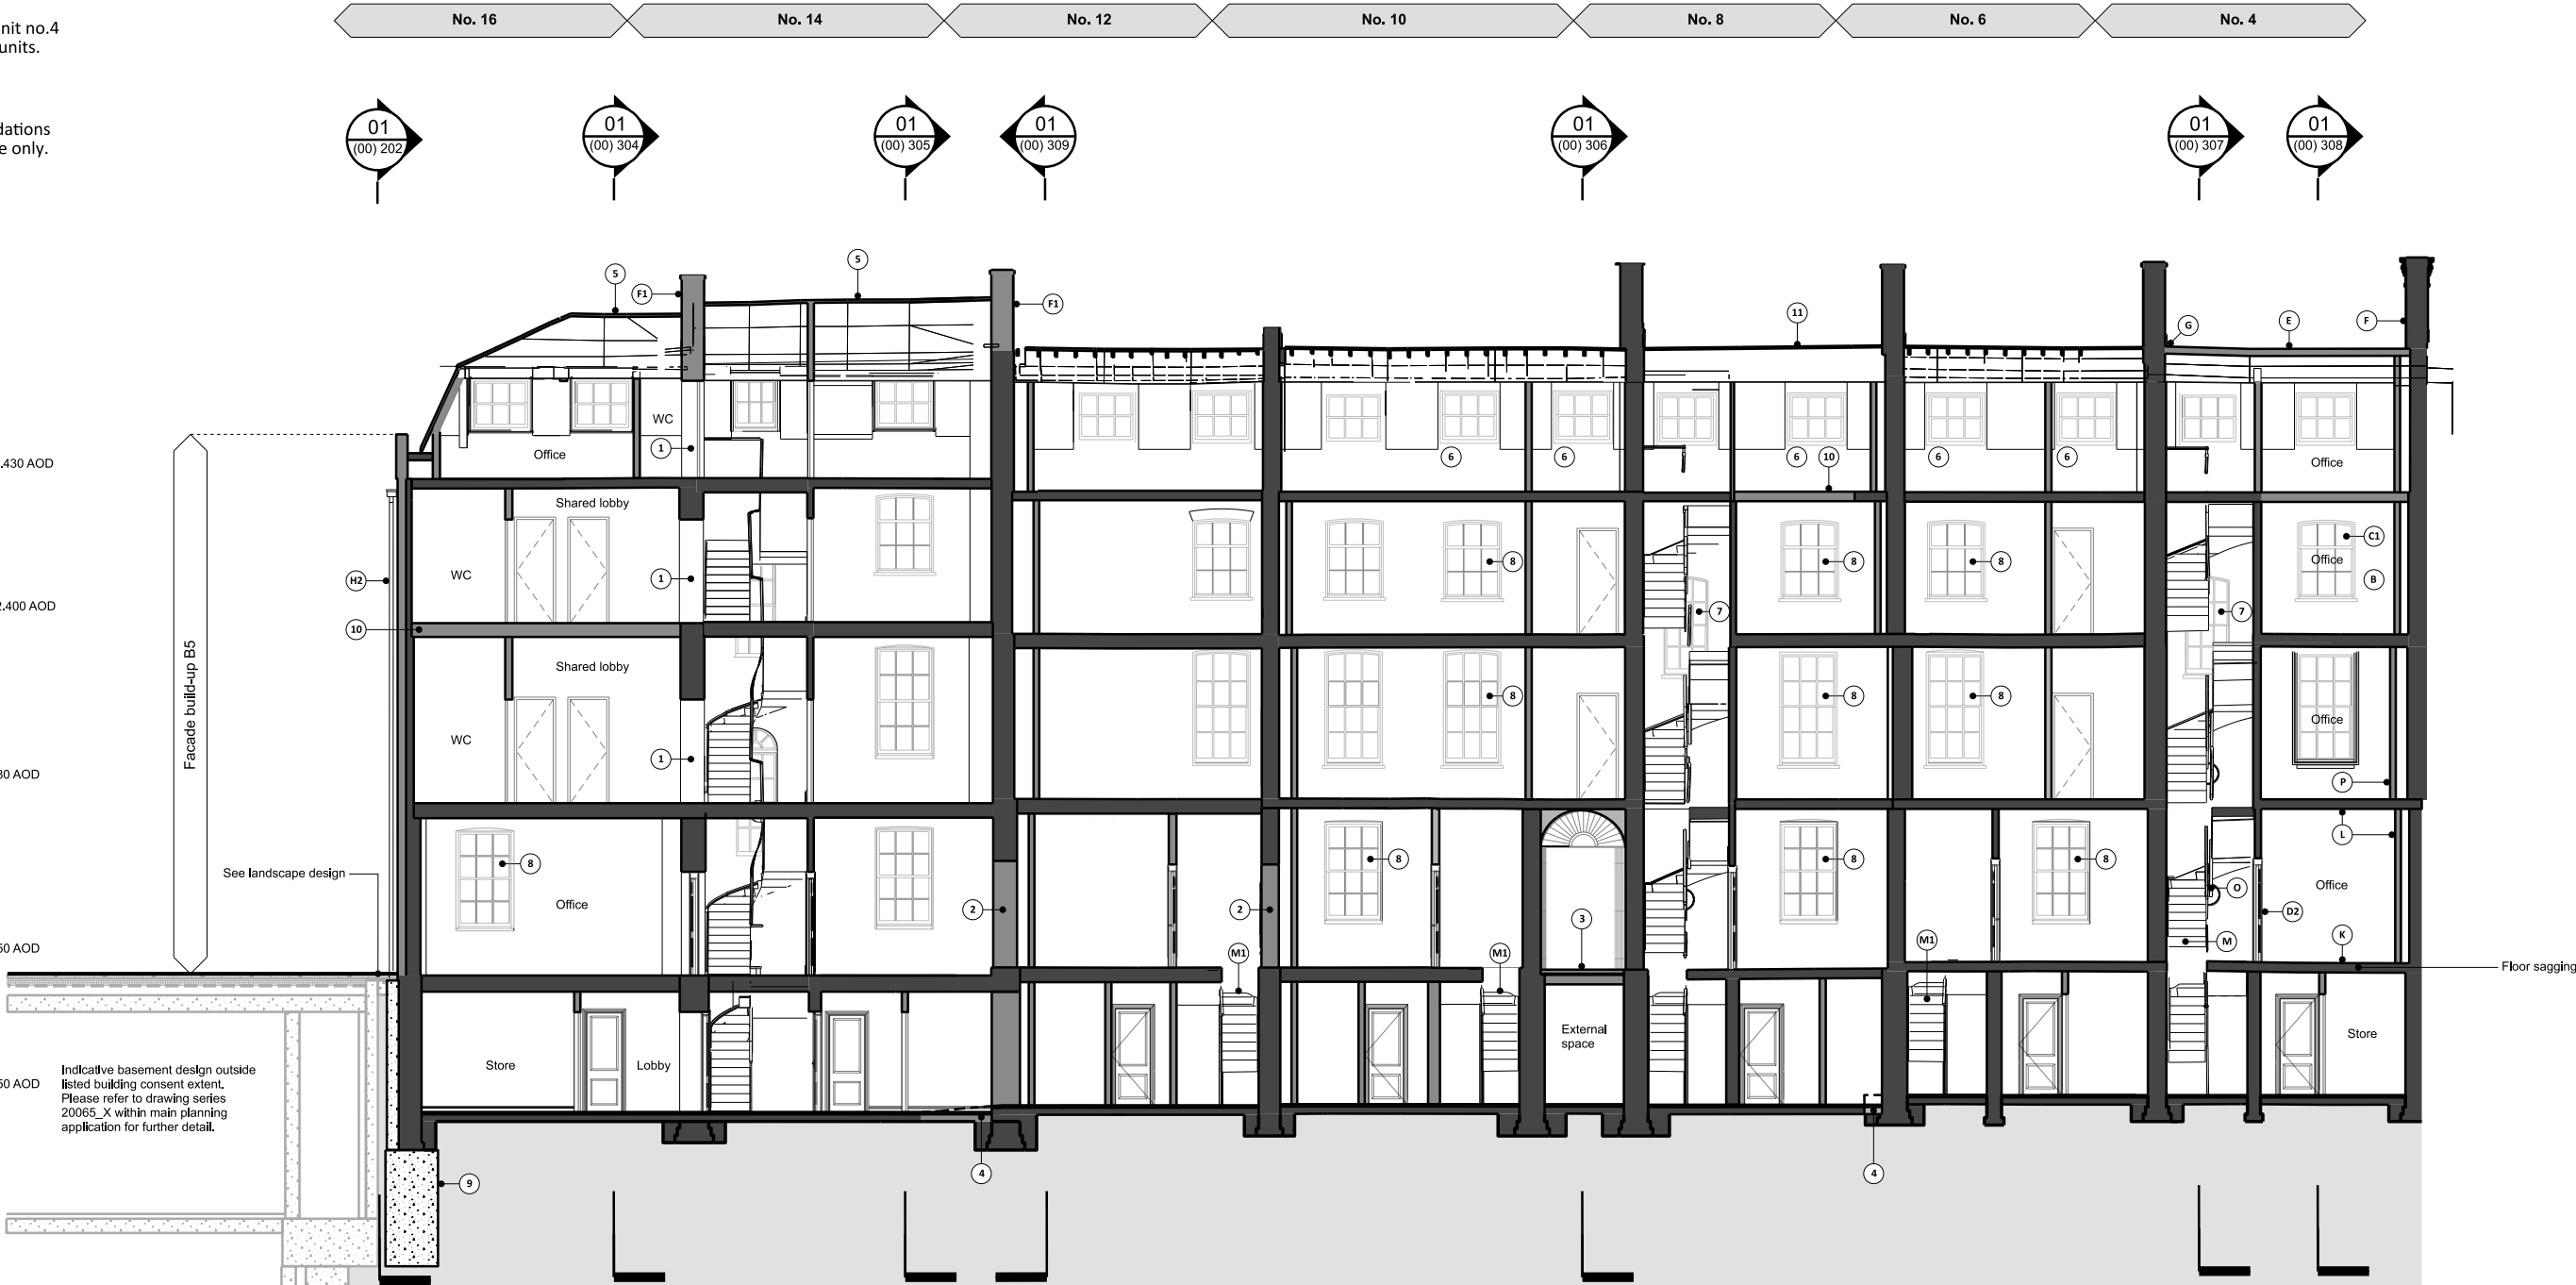 No. 16
No. 14
No. 12
No. 10
No. 8
No. 6
No. 4
nit no.4
units.
dations
e only.
01
(00) 202
01
(00) 304
01
(00) 305
01
(00) 309
01
(00) 306
01
(00) 307
01
(00) 308
5
5
F1
F1
11
G
E
F
WC
1
Office
6
6
6
10
6
6
Office
.430 AOD
Shared lobby
WC
1
H2
8
8
8
7
7
C1
Office
B
2.400 AOD
10
Facade build-up B5
Shared lobby
WC
1
8
8
8
Office
P
30 AOD
L
8
8
8
8
See landscape design
Office
2
2
3
O
Office
D2
M
K
M1
M1
M1
50 AOD
Floor sagging
Store
Lobby
External
space
Store
50 AOD
Indicative basement design outside
listed building consent extent.
Please refer to drawing series
20065_X within main planning
application for further detail.
9
4
4